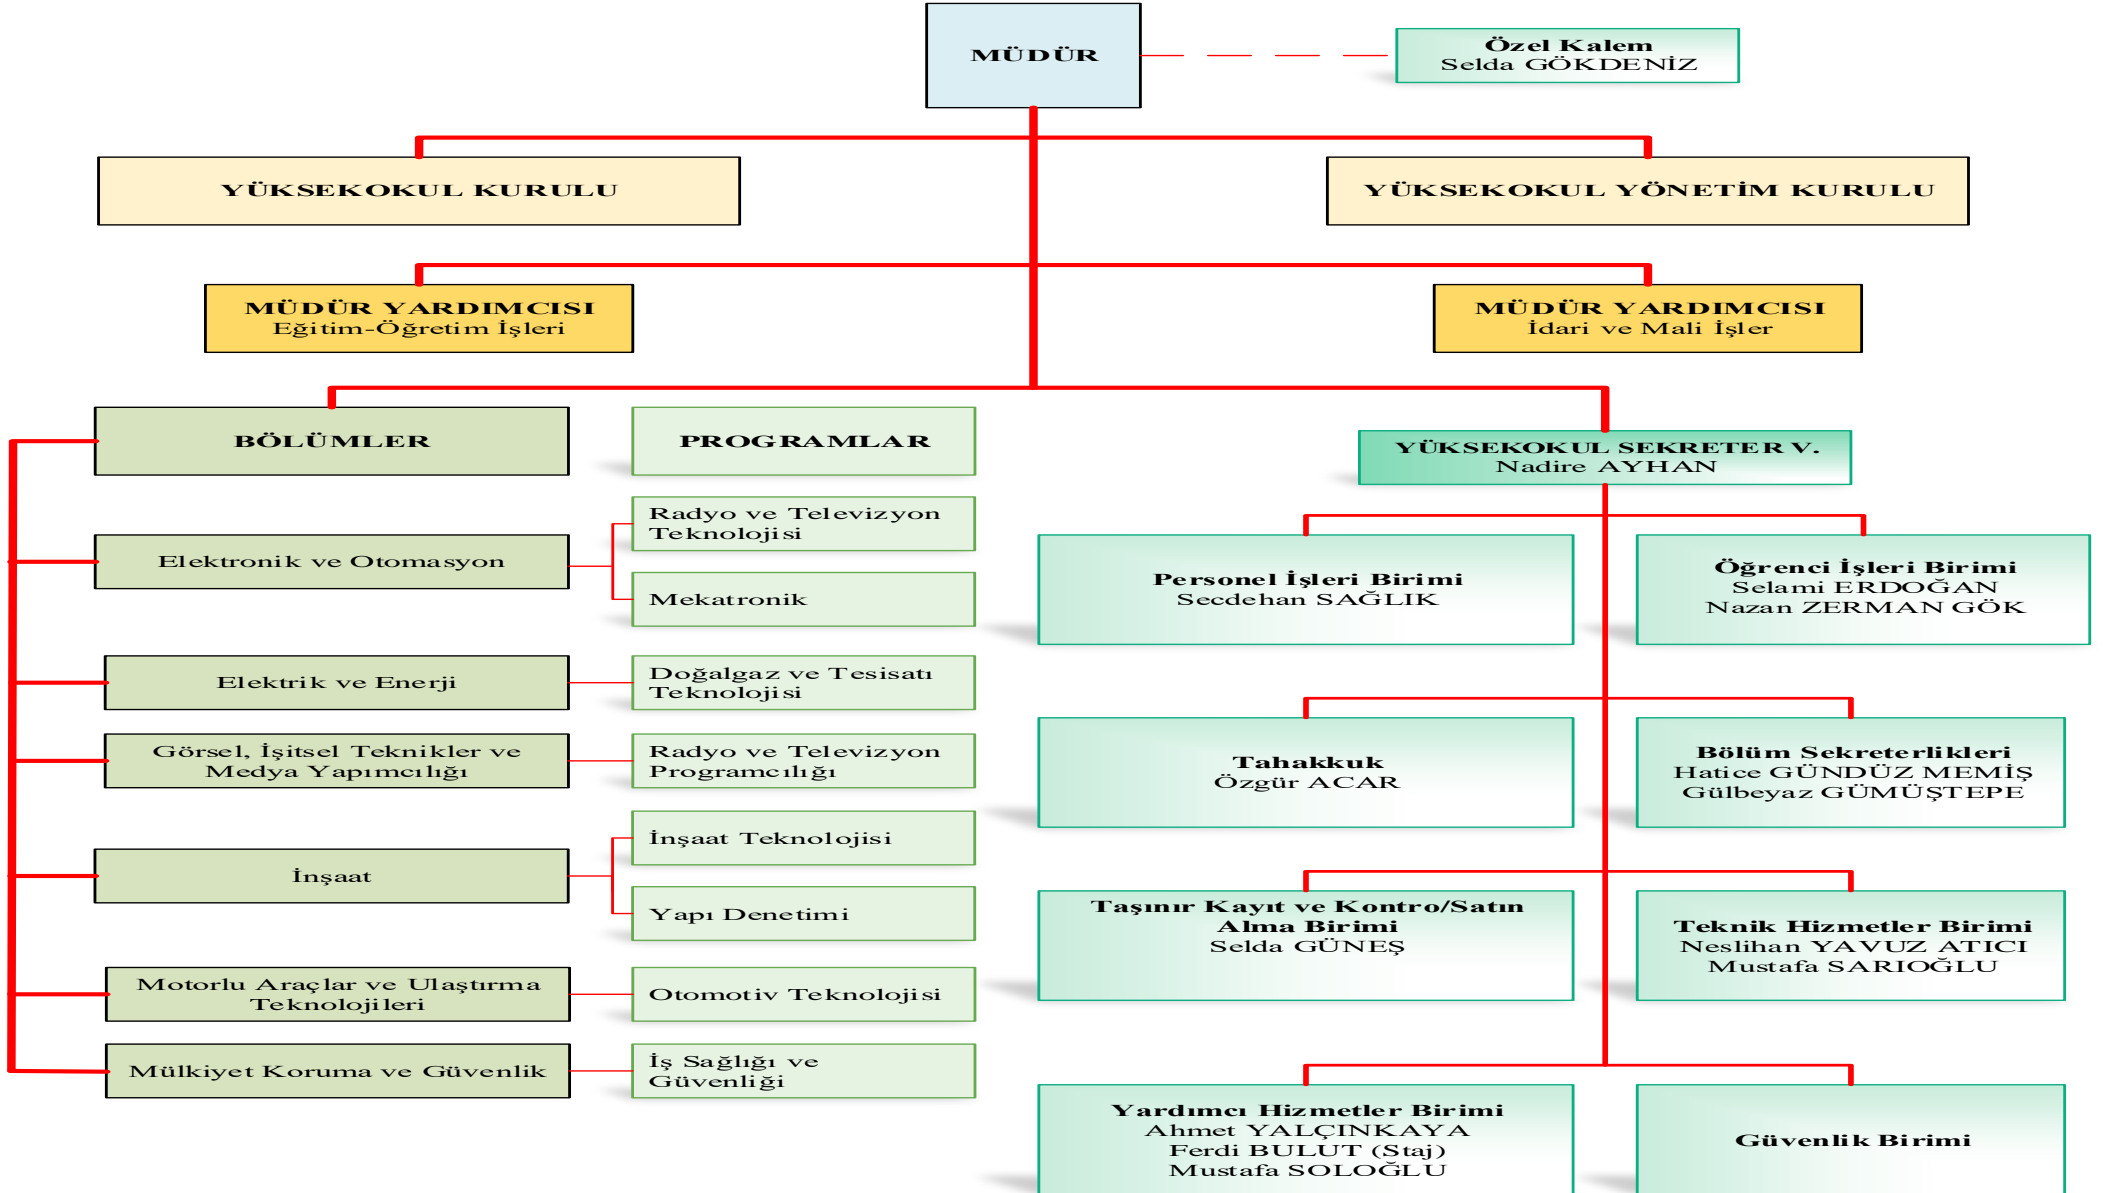 MÜDÜR
Özel Kalem
Selda GÖKDENİZ
YÜKSEKOKUL KURULU
YÜKSEKOKUL YÖNETİM KURULU
MÜDÜR YARDIMCISI
Eğitim-Öğretim İşleri
MÜDÜR YARDIMCISI
İdari ve Mali İşler
BÖLÜMLER
PROGRAMLAR
Elektronik ve Otomasyon
Radyo ve Televizyon
Teknolojisi
Mekatronik
Elektrik ve Enerji
Doğalgaz ve Tesisatı
Teknolojisi
Görsel, İşitsel Teknikler ve
Medya Yapımcılığı
Radyo ve Televizyon
Programcılığı
İnşaat
İnşaat Teknolojisi
Yapı Denetimi
Motorlu Araçlar ve Ulaştırma
Teknolojileri
Otomotiv Teknolojisi
Mülkiyet Koruma ve Güvenlik
İş Sağlığı ve
Güvenliği
YÜKSEKOKUL SEKRETER V.
Nadire AYHAN
Personel İşleri Birimi
Secdehan SAĞLIK
Öğrenci İşleri Birimi
Selami ERDOĞAN
Nazan ZERMAN GÖK
Tahakkuk
Özgür ACAR
Bölüm Sekreterlikleri
Hatice GÜNDÜZ MEMİŞ
Gülbeyaz GÜMÜŞTEPE
Taşınır Kayıt ve Kontro/Satın
Alma Birimi
Selda GÜNEŞ
Teknik Hizmetler Birimi
Neslihan YAVUZ ATICI
Mustafa SARIOĞLU
Yardımcı Hizmetler Birimi
Ahmet YALÇINKAYA
Ferdi BULUT (Staj)
Mustafa SOLOĞLU
Güvenlik Birimi